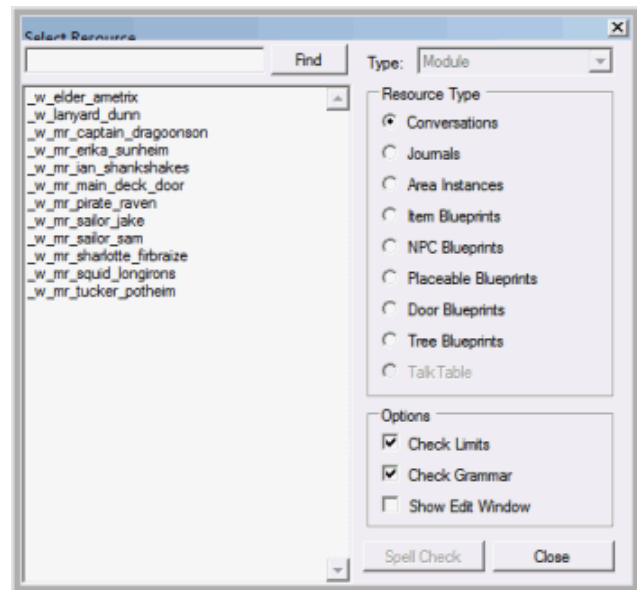 Select Resource
Find
Type: Module
_w_elder_ametrix
_w_lanyard_dunn
_w_mr_captain_dragoonson
_w_mr_erika_sunheim
_w_mr_ian_shankshakes
_w_mr_main_deck_door
_w_mr_pirate_raven
_w_mr_sailor_jake
_w_mr_sailor_sam
_w_mr_sharlotte_firbraize
_w_mr_squid_longirons
_w_mr_tucker_potheim
Resource Type
Conversations
Journals
Area Instances
Item Blueprints
NPC Blueprints
Placeable Blueprints
Door Blueprints
Tree Blueprints
TalkTable
Options
Check Limits
Check Grammar
Show Edit Window
Spell Check
Close